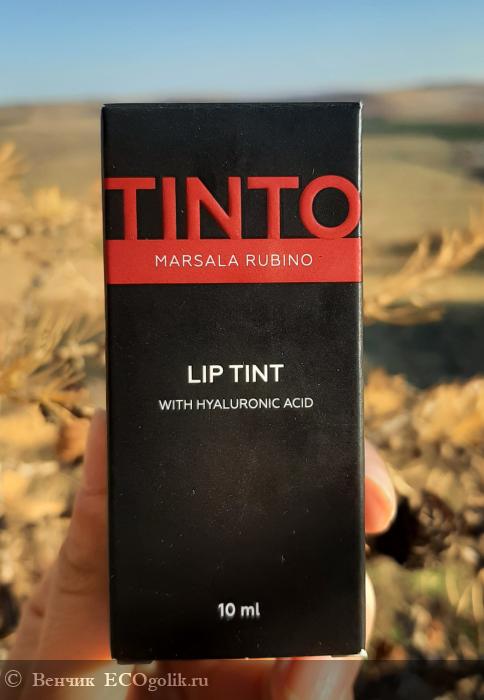 TINTO
MARSALA RUBINO
LIP TINT
WITH HYALURONIC ACID
10 ml
© Венчик ECOgolik.ru